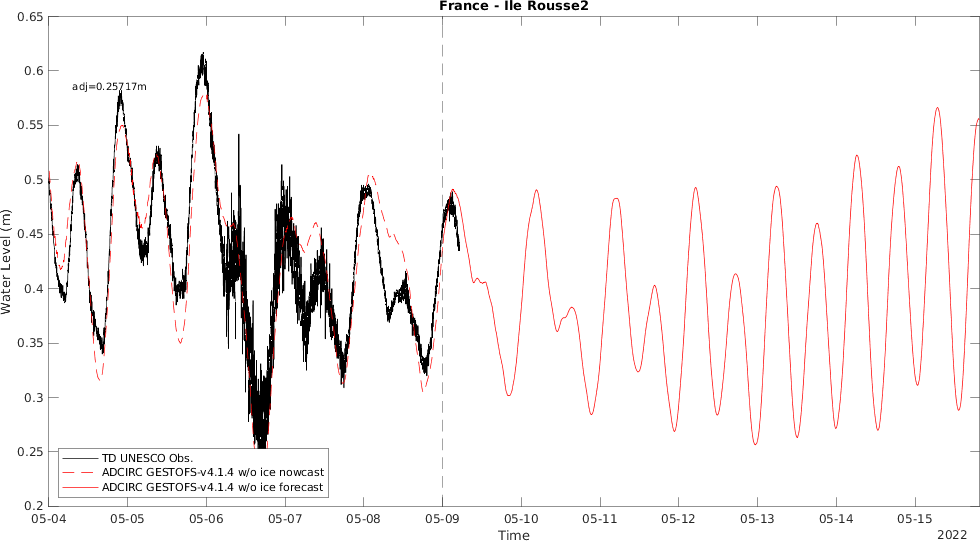 France - Ile Rousse2
0.65
0.6
adj=0.25717m
0.55
0.5
0.45
Water Level (m)
0.4
0.35
0.3
0.25
TD UNESCO Obs.
ADCIRC GESTOFS-v4.1.4 w/o ice nowcast
ADCIRC GESTOFS-v4.1.4 w/o ice forecast
0.2
05-04 05-05 05-06 05-07 05-08 05-09 05-10 05-11 05-12 05-13 05-14 05-15
Time
2022